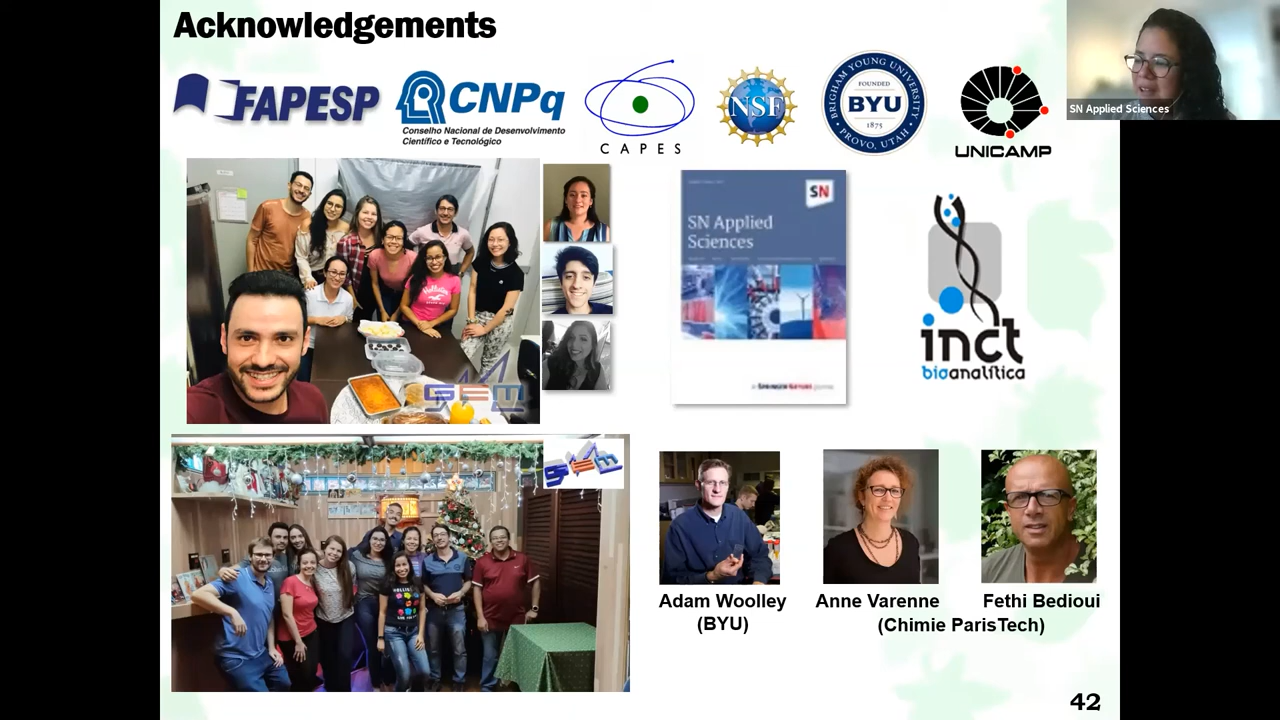 Acknowledgements
FAPESP
CNPq
Conselho Nacional de Desenvolvimento
Científico e Tecnológico
CAPES
NSF
BRIGHAM YOUNG UNIVERSITY
FOUNDED
BYU
1875
PROVO, UTAH
UNICAMP
SN Applied Sciences
GEM
SN
SN Applied
Sciences
inct
bioanalítica
Adam Woolley
(BYU)
Anne Varenne
Fethi Bedioui
(Chimie ParisTech)
42